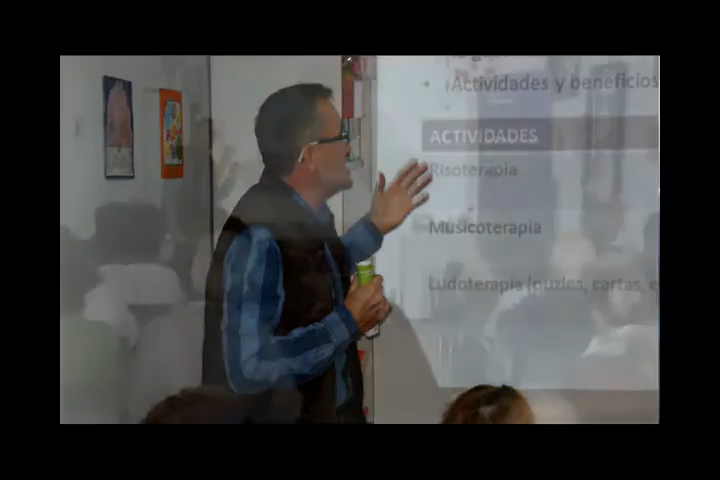 • ¡Actividades y beneficios
ACTIVIDADES
Risoterapia
Musicoterapia
Ludoterapia (puzles, cartas, e